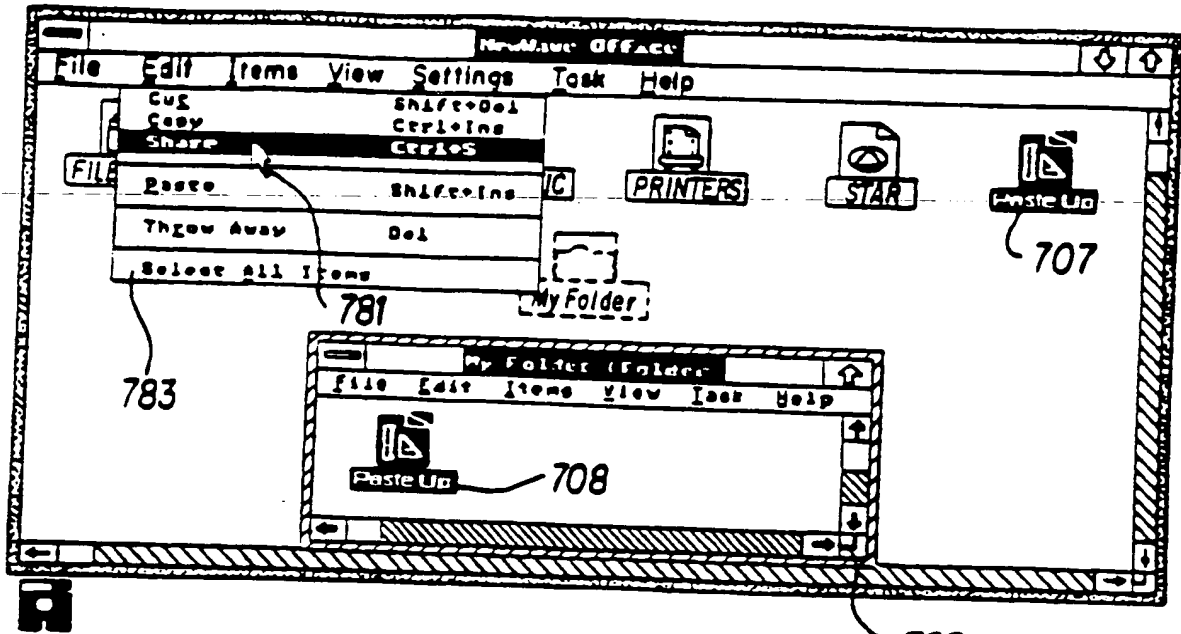 NewWave Office
File Edit Items View Settings Task Help
Cut Shift+Del
Copy Ctrl+Ins
Share Ctrl+S
Paste Shift+Ins
Throw Away Del
Select All Items
FILE
IC
PRINTERS
STAR
Paste Up
707
My Folder
781
783
My Folder (Folder
File Edit Items View Task Help
Paste Up
708